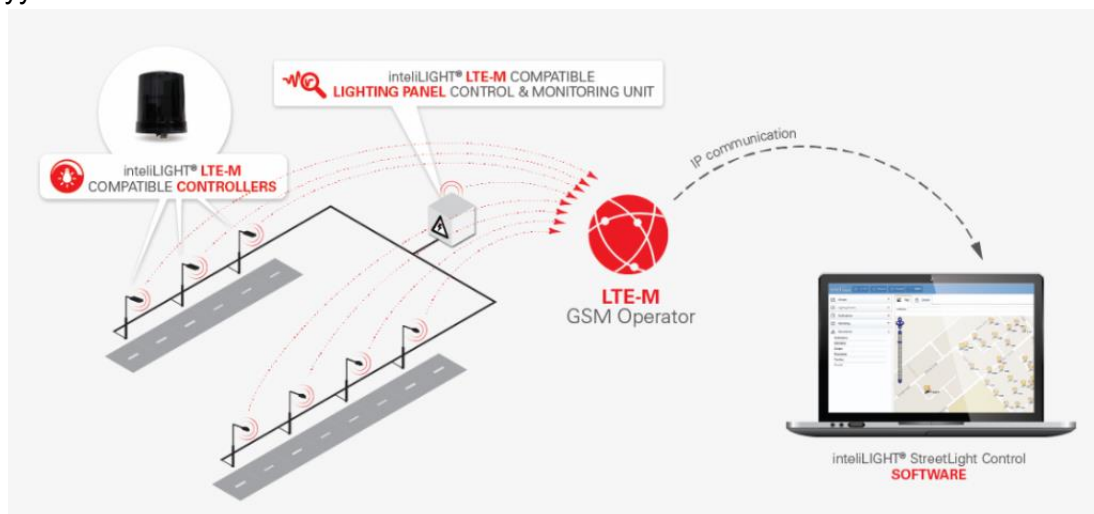 yy
inteliLIGHT® LTE-M COMPATIBLE
LIGHTING PANEL CONTROL & MONITORING UNIT
inteliLIGHT® LTE-M
COMPATIBLE CONTROLLERS
IP communication
LTE-M
GSM Operator
inteliLIGHT® StreetLight Control
SOFTWARE